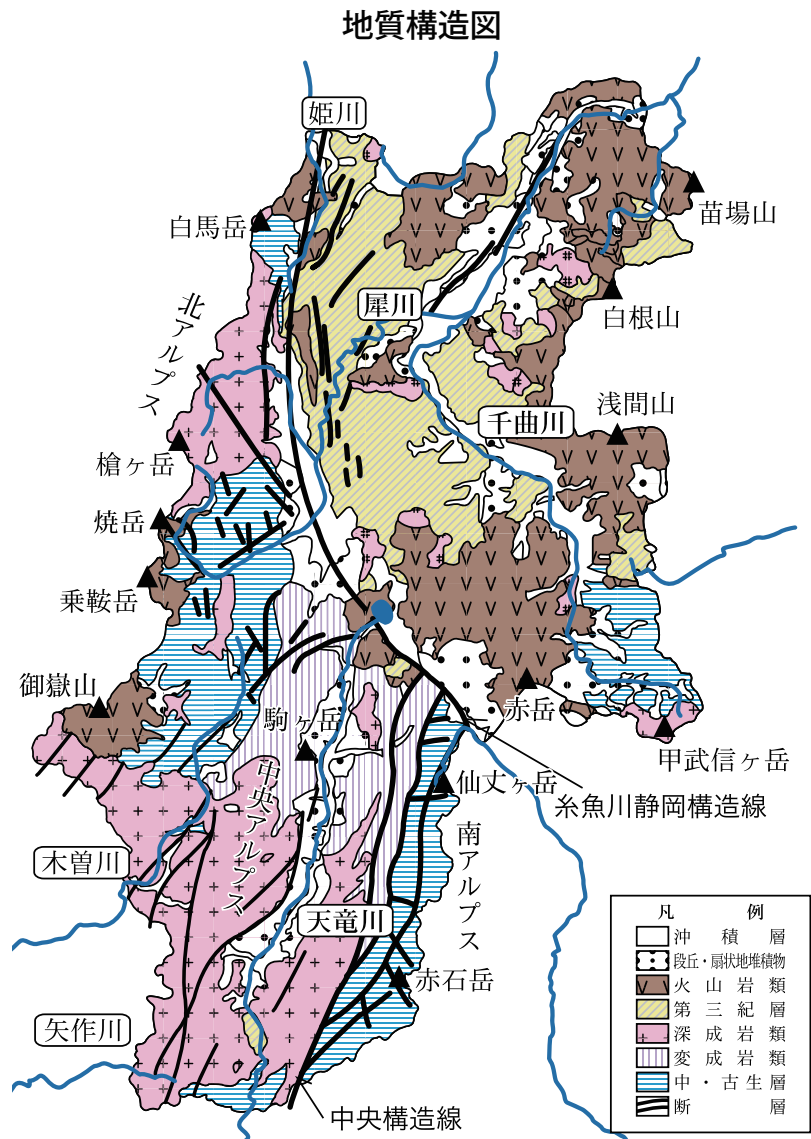 地質構造図
姫川
白馬岳
苗場山
北アルプス
犀川
白根山
浅間山
千曲川
槍ヶ岳
焼岳
乗鞍岳
御嶽山
駒ヶ岳
赤岳
甲武信ヶ岳
中央アルプス
仙丈ヶ岳
糸魚川静岡構造線
南アルプス
木曽川
天竜川
赤石岳
矢作川
中央構造線
凡例
沖積層
段丘・扇状地堆積物
火山岩類
第三紀層
深成岩類
変成岩類
中・古生層
断層